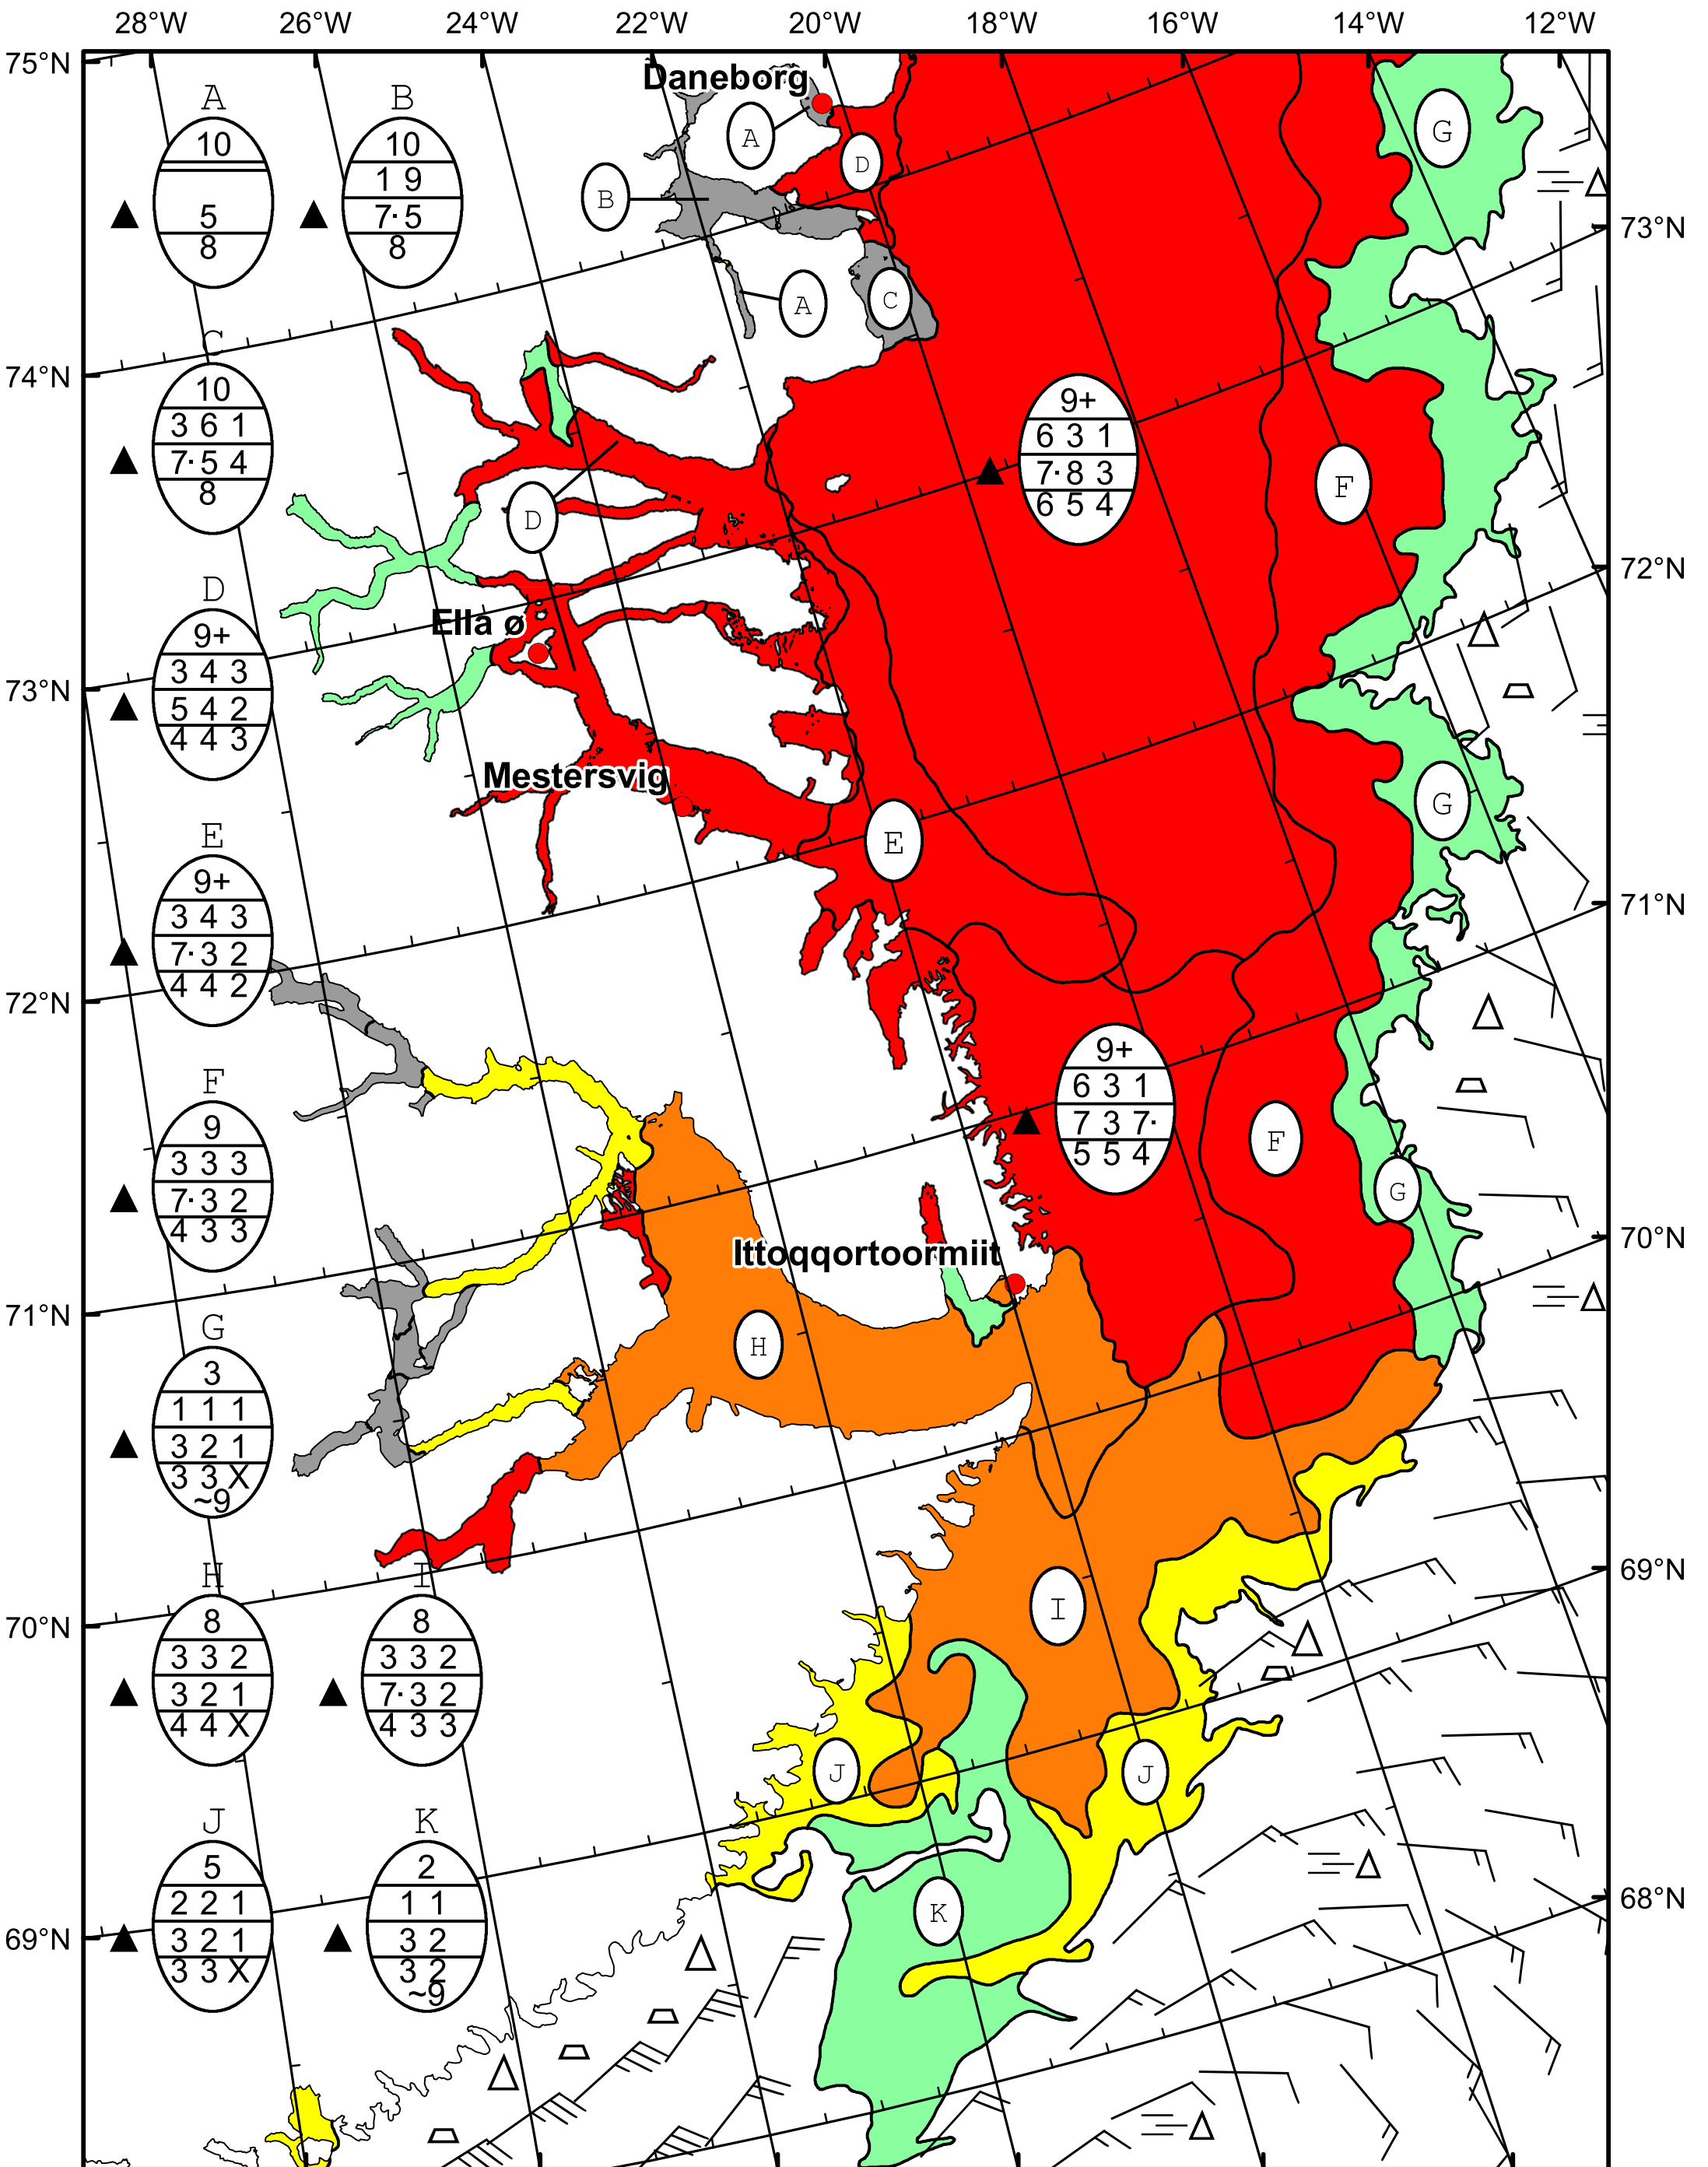 28°W 26°W 24°W 22°W 20°W 18°W 16°W 14°W 12°W
75°N
Daneborg
A
10
5
8
B
10
1 9
7· 5
8
A
D
G
B
73°N
A
C
C
10
3 6 1
7· 5 4
8
74°N
9+
6 3 1
7· 8 3
6 5 4
F
D
72°N
D
9+
3 4 3
5 4 2
4 4 3
Ella ø
73°N
Mestersvig
G
E
E
9+
3 4 3
7· 3 2
4 4 2
71°N
72°N
9+
6 3 1
7 3 7·
5 5 4
F
9
3 3 3
7· 3 2
4 3 3
F
G
70°N
Ittoqqortoormiit
71°N
H
G
3
1 1 1
3 2 1
3 3 X
~9
69°N
H
8
3 3 2
3 2 1
4 4 X
I
8
3 3 2
7· 3 2
4 3 3
I
70°N
J
J
J
5
2 2 1
3 2 1
3 3 X
K
2
1 1
3 2
3 2
~9
K
68°N
69°N